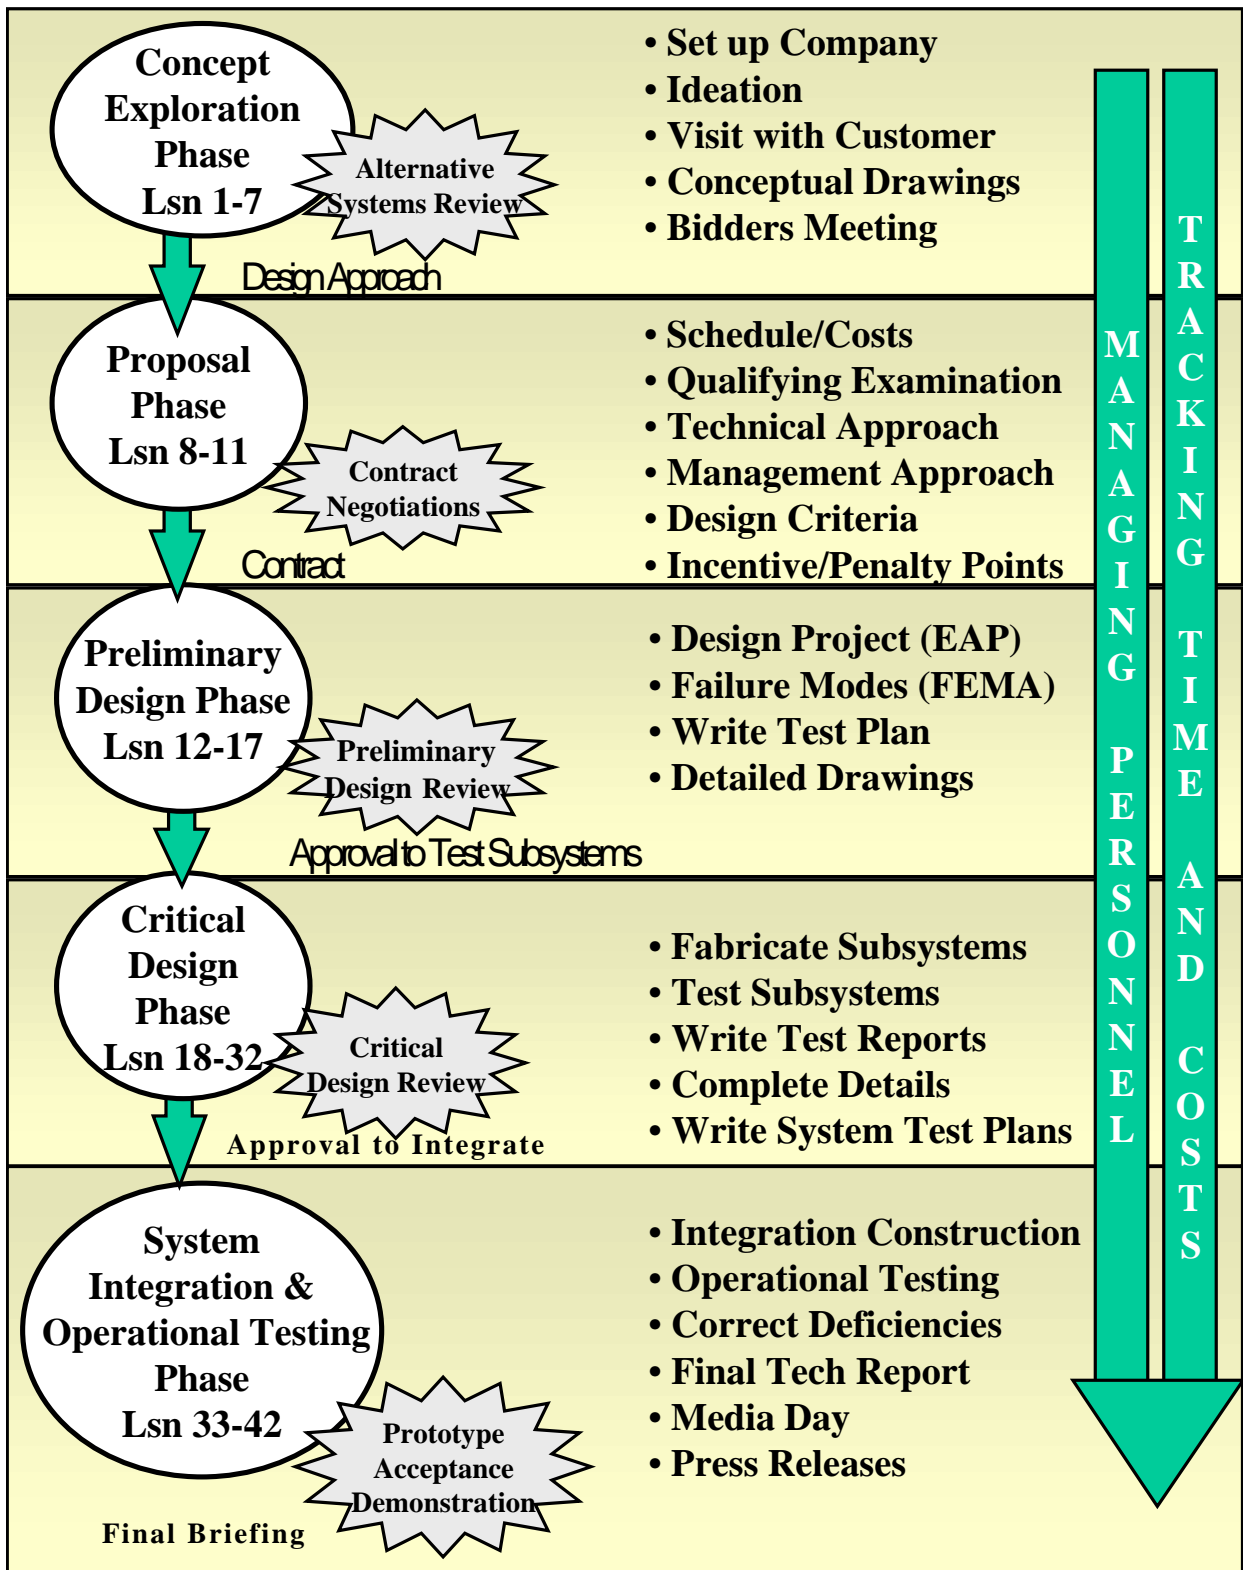 Concept
Exploration
Phase
Lsn 1-7
Alternative
Systems Review
Design Approach
• Set up Company
• Ideation
• Visit with Customer
• Conceptual Drawings
• Bidders Meeting
Proposal
Phase
Lsn 8-11
Contract
Negotiations
Contract
• Schedule/Costs
• Qualifying Examination
• Technical Approach
• Management Approach
• Design Criteria
• Incentive/Penalty Points
Preliminary
Design Phase
Lsn 12-17
Preliminary
Design Review
Approval to Test Subsystems
• Design Project (EAP)
• Failure Modes (FEMA)
• Write Test Plan
• Detailed Drawings
Critical
Design
Phase
Lsn 18-32
Critical
Design Review
Approval to Integrate
• Fabricate Subsystems
• Test Subsystems
• Write Test Reports
• Complete Details
• Write System Test Plans
System
Integration &
Operational Testing
Phase
Lsn 33-42
Prototype
Acceptance
Demonstration
Final Briefing
• Integration Construction
• Operational Testing
• Correct Deficiencies
• Final Tech Report
• Media Day
• Press Releases
MANAGING PERSONNEL
TRACKING TIME AND COSTS